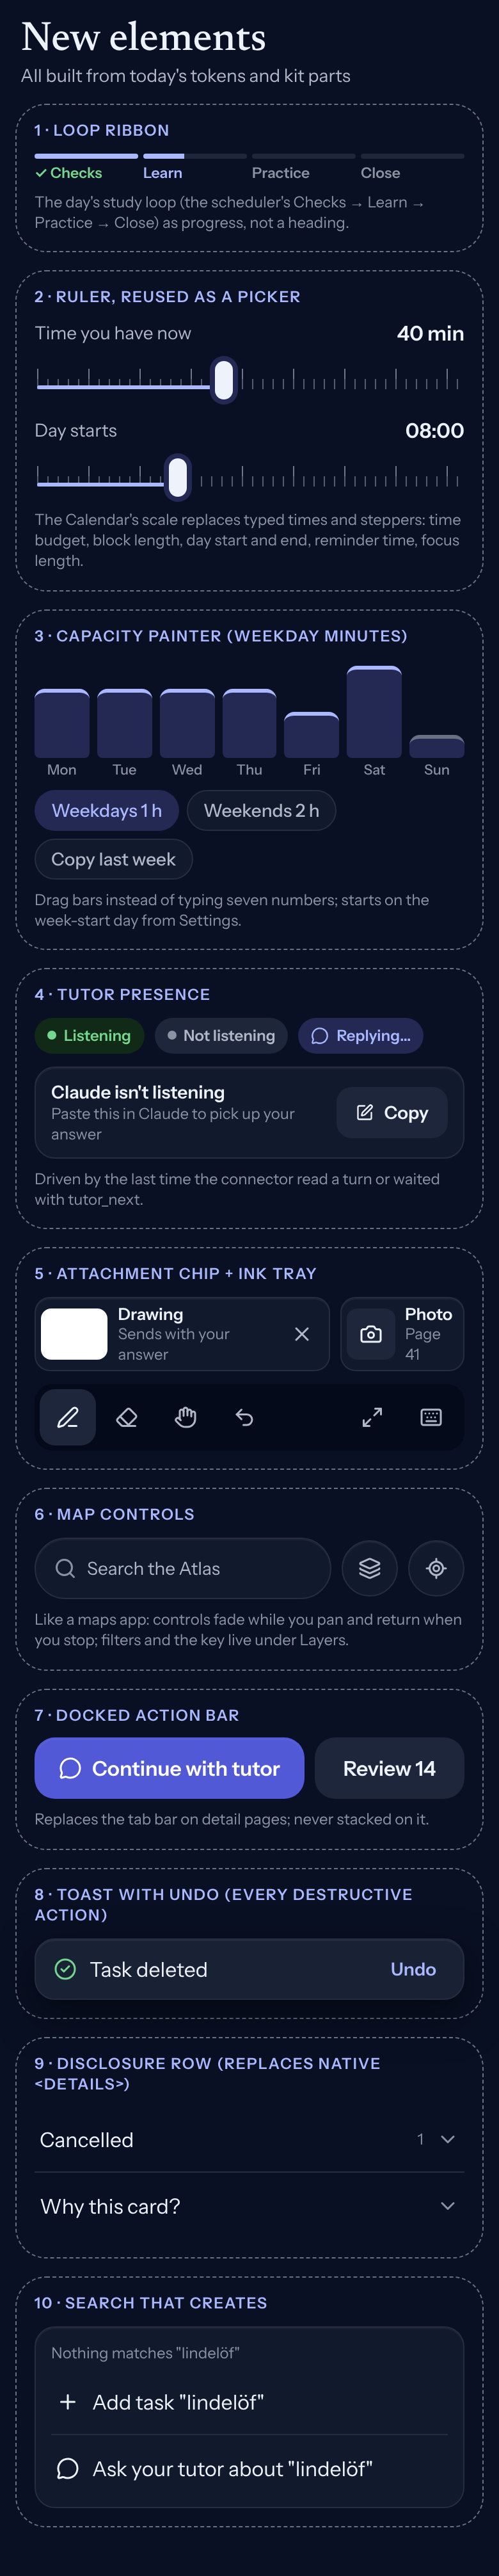 New elements
All built from today's tokens and kit parts
1 · LOOP RIBBON
✓ Checks
Learn
Practice
Close
The day's study loop (the scheduler's Checks → Learn →
Practice → Close) as progress, not a heading.
2 · RULER, REUSED AS A PICKER
Time you have now
40 min
Day starts
08:00
The Calendar's scale replaces typed times and steppers: time
budget, block length, day start and end, reminder time, focus
length.
3 · CAPACITY PAINTER (WEEKDAY MINUTES)
Mon
Tue
Wed
Thu
Fri
Sat
Sun
Weekdays 1 h
Weekends 2 h
Copy last week
Drag bars instead of typing seven numbers; starts on the
week-start day from Settings.
4 · TUTOR PRESENCE
Listening
Not listening
Replying…
Claude isn't listening
Paste this in Claude to pick up your
answer
Copy
Driven by the last time the connector read a turn or waited
with tutor_next.
5 · ATTACHMENT CHIP + INK TRAY
Drawing
Sends with your
answer
Photo
Page
41
6 · MAP CONTROLS
Search the Atlas
Like a maps app: controls fade while you pan and return when
you stop; filters and the key live under Layers.
7 · DOCKED ACTION BAR
Continue with tutor
Review 14
Replaces the tab bar on detail pages; never stacked on it.
8 · TOAST WITH UNDO (EVERY DESTRUCTIVE
ACTION)
Task deleted
Undo
9 · DISCLOSURE ROW (REPLACES NATIVE
<DETAILS>)
Cancelled
1
Why this card?
10 · SEARCH THAT CREATES
Nothing matches "lindelöf"
Add task "lindelöf"
Ask your tutor about "lindelöf"